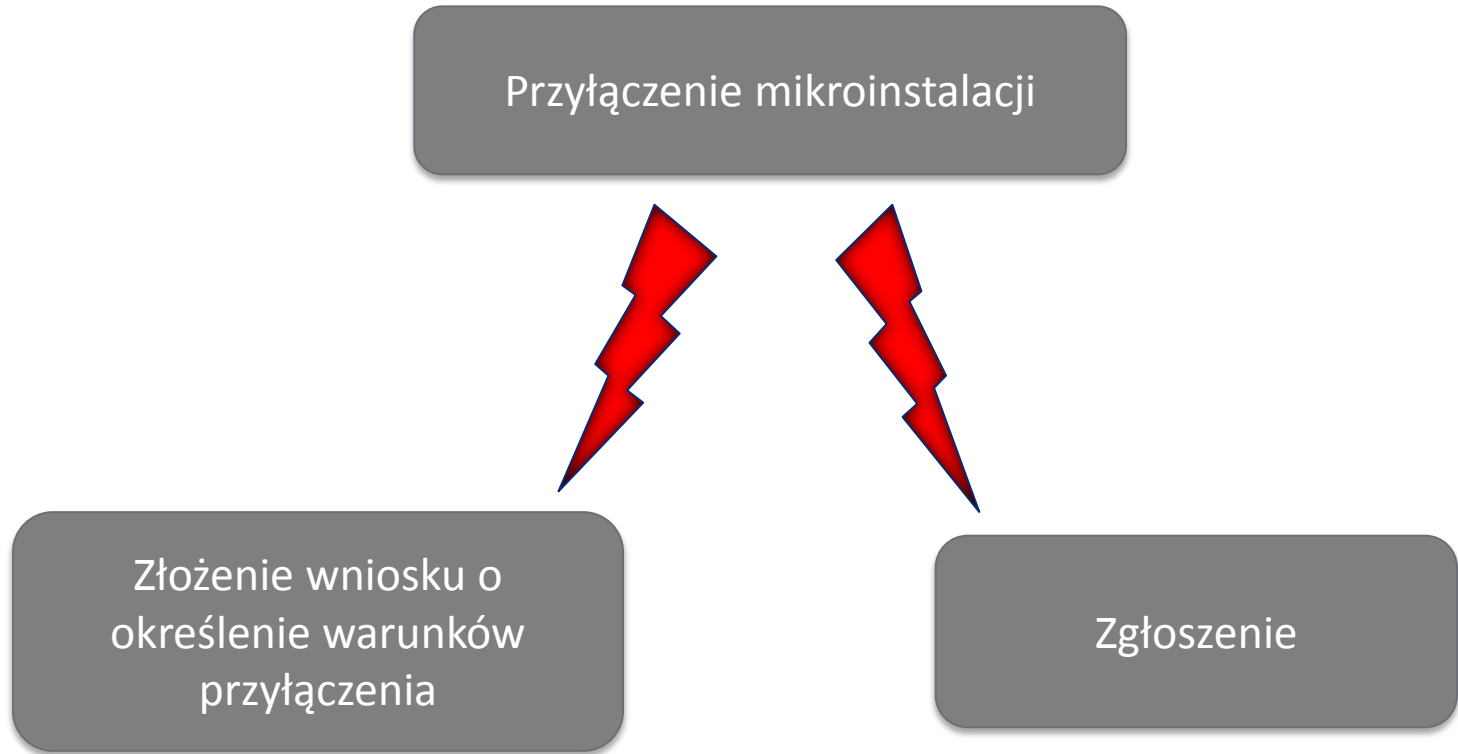 Przyłączenie mikroinstalacji
Złożenie wniosku o
określenie warunków
przyłączenia
Zgłoszenie